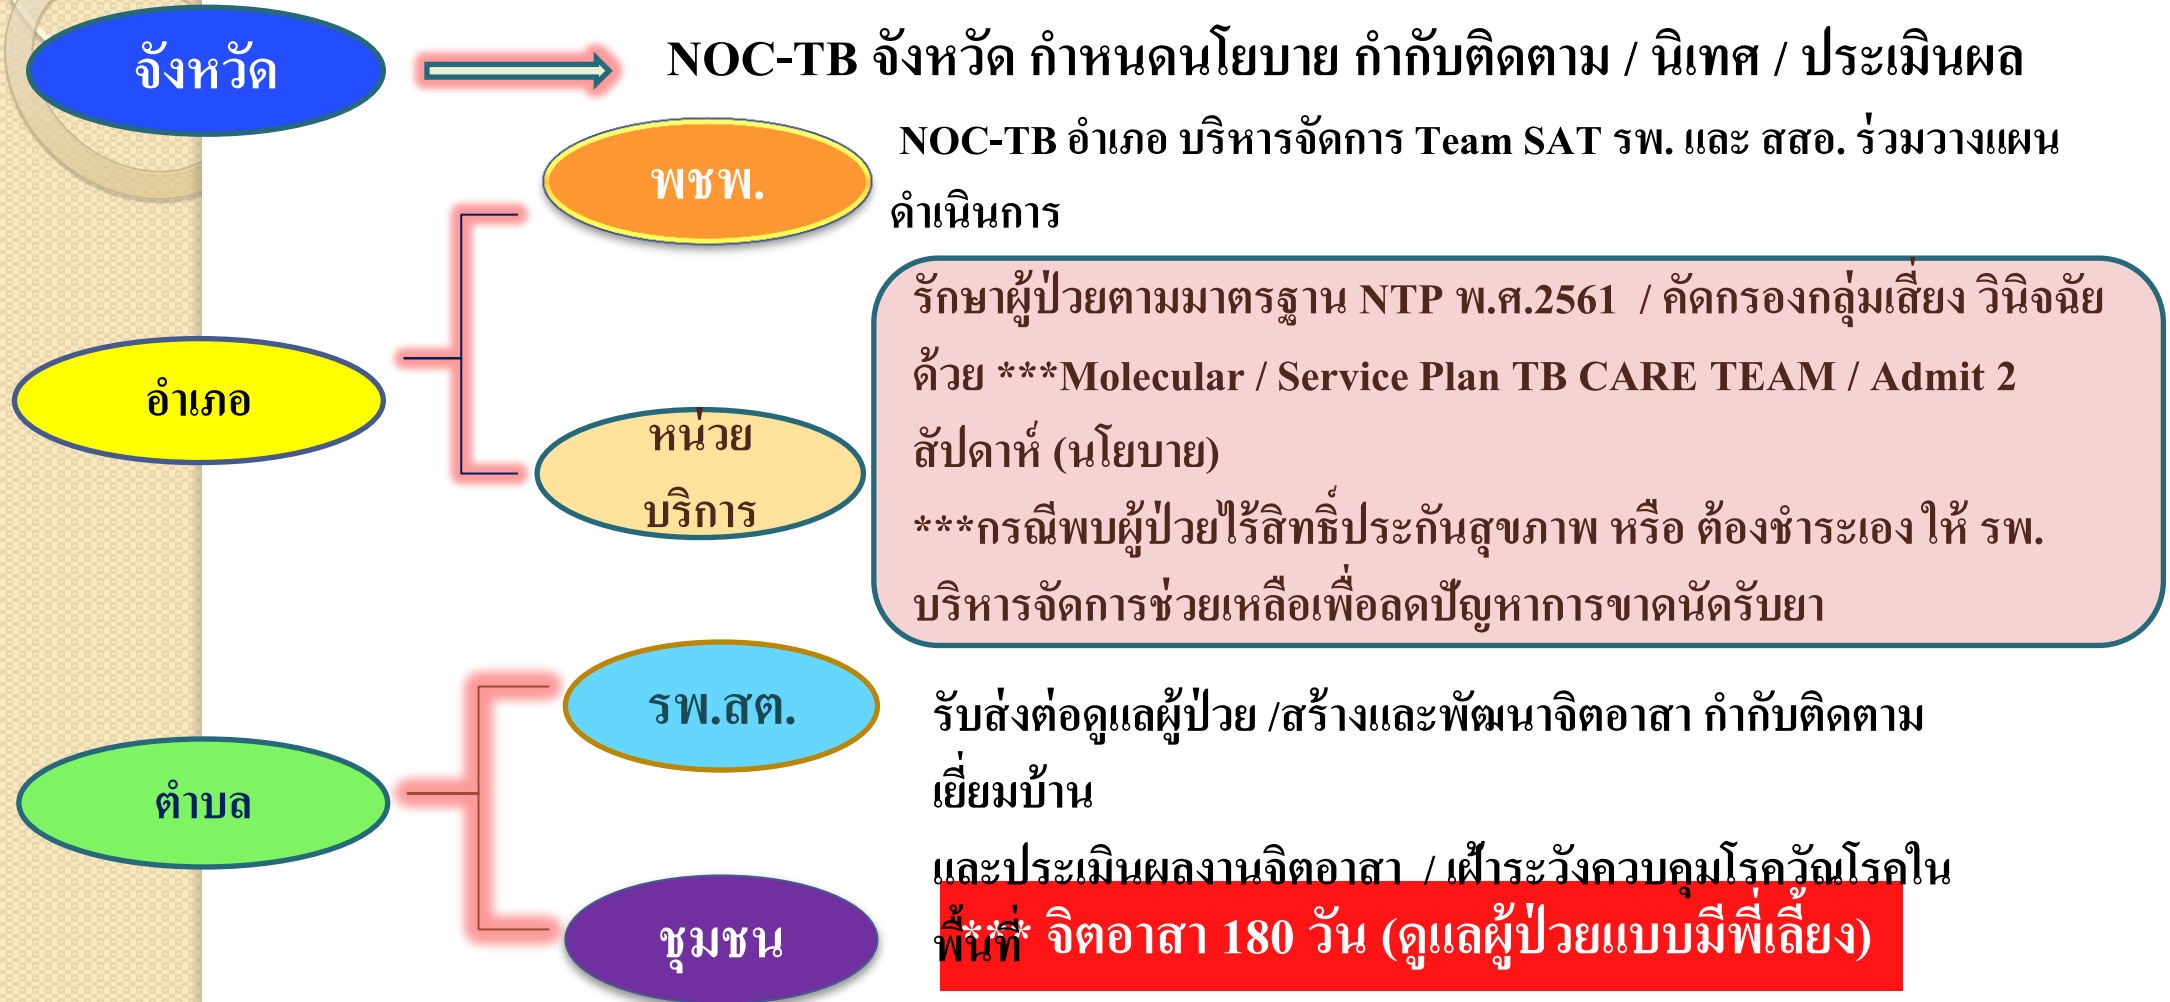 จังหวัด
NOC-TB จังหวัด กำหนดนโยบาย กำกับติดตาม / นิเทศ / ประเมินผล
พชพ.
NOC-TB อำเภอ บริหารจัดการ Team SAT รพ. และ สสอ. ร่วมวางแผน
ดำเนินการ
อำเภอ
หน่วย
บริการ
รักษาผู้ป่วยตามมาตรฐาน NTP พ.ศ.2561 / คัดกรองกลุ่มเสี่ยง วินิจฉัย
ด้วย ***Molecular / Service Plan TB CARE TEAM / Admit 2
สัปดาห์ (นโยบาย)
***กรณีพบผู้ป่วยไร้สิทธิ์ประกันสุขภาพ หรือ ต้องชำระเอง ให้ รพ.
บริหารจัดการช่วยเหลือเพื่อลดปัญหาการขาดนัดรับยา
ตำบล
รพ.สต.
รับส่งต่อดูแลผู้ป่วย /สร้างและพัฒนาจิตอาสา กำกับติดตาม
เยี่ยมบ้าน
และประเมินผลงานจิตอาสา / เฝ้าระวังควบคุมโรควัณโรคใน
พื้นที่
ชุมชน
*** จิตอาสา 180 วัน (ดูแลผู้ป่วยแบบมีพี่เลี้ยง)